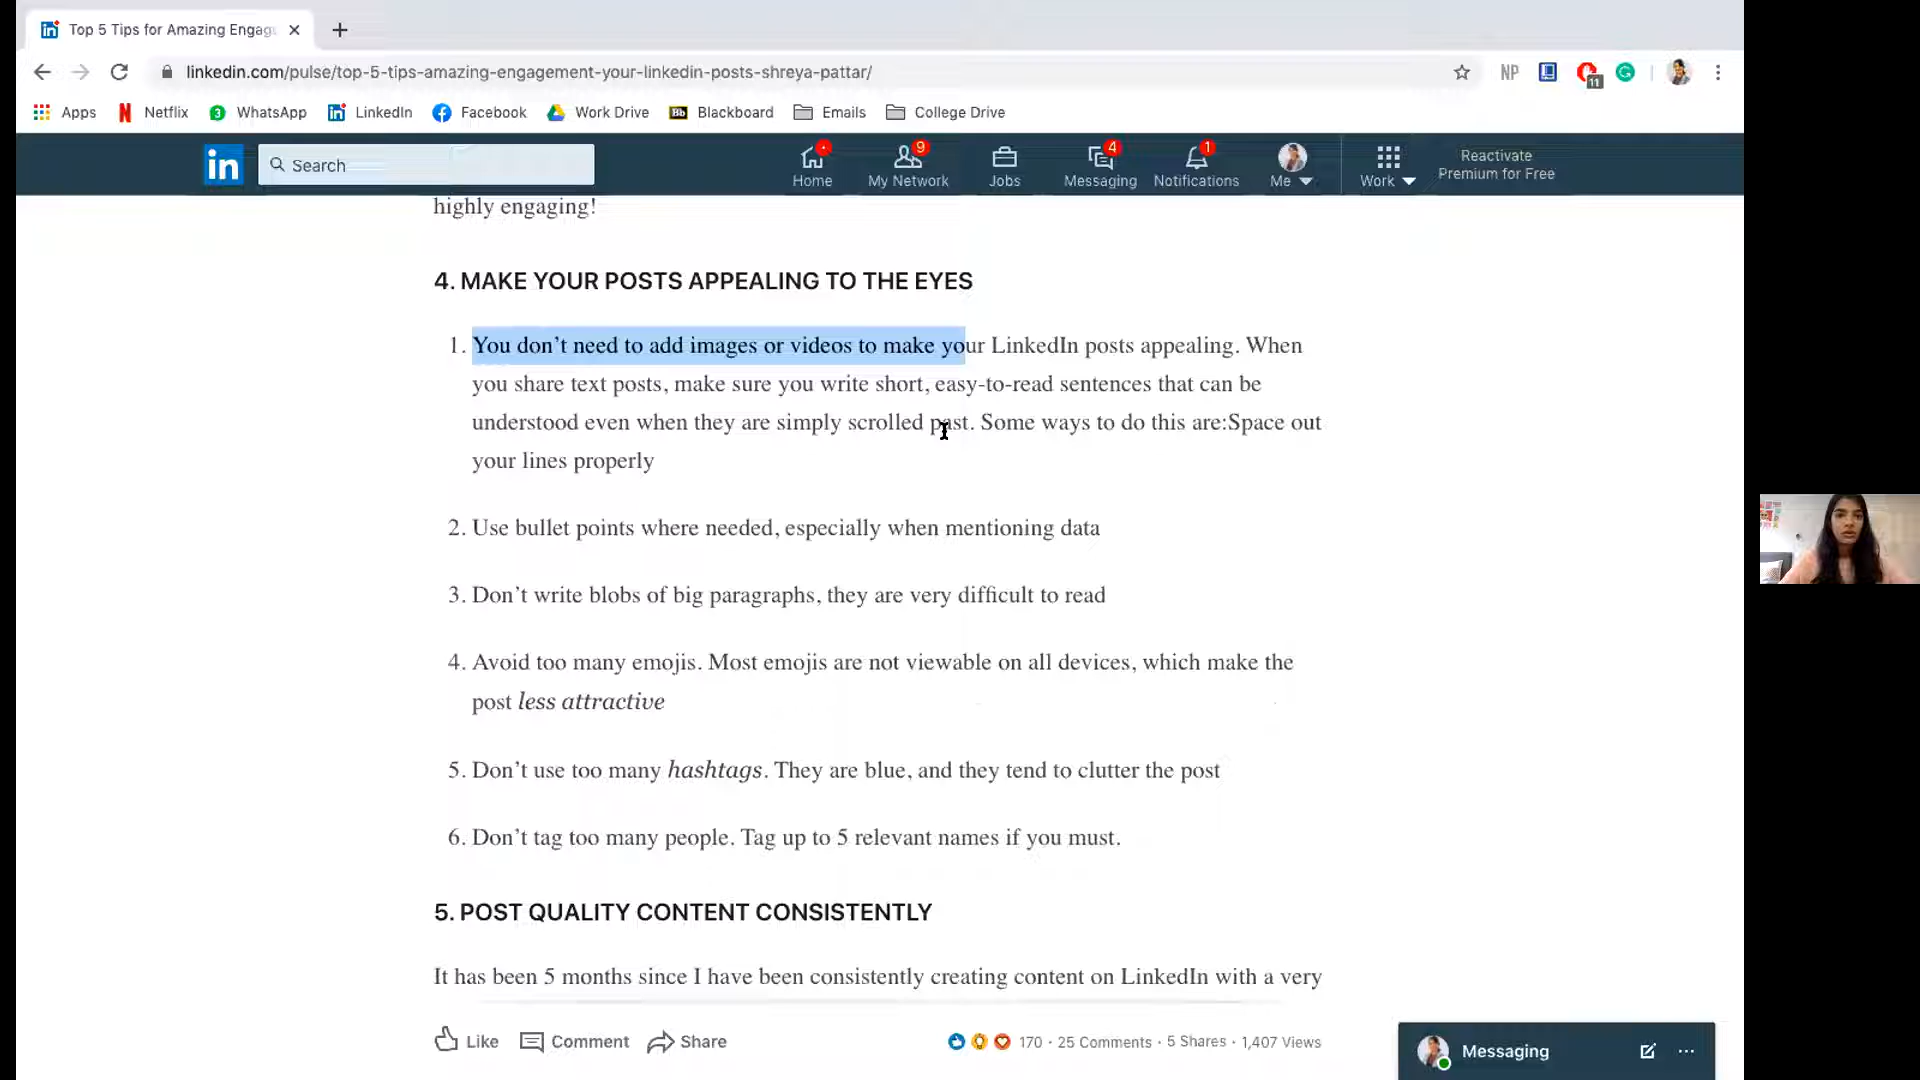 Top 5 Tips for Amazing Engag
linkedin.com/pulse/top-5-tips-amazing-engagement-your-linkedin-posts-shreya-pattar/
NP
11
Apps
N Netflix
3 WhatsApp
in LinkedIn
Facebook
Work Drive
Bb Blackboard
Emails
College Drive
in
Search
Home
9
My Network
Jobs
4
Messaging
1
Notifications
Me
Work
Reactivate
Premium for Free
highly engaging!
4. MAKE YOUR POSTS APPEALING TO THE EYES
1. You don’t need to add images or videos to make your LinkedIn posts appealing. When
you share text posts, make sure you write short, easy-to-read sentences that can be
understood even when they are simply scrolled past. Some ways to do this are:Space out
your lines properly
2. Use bullet points where needed, especially when mentioning data
3. Don’t write blobs of big paragraphs, they are very difficult to read
4. Avoid too many emojis. Most emojis are not viewable on all devices, which make the
post less attractive
5. Don’t use too many hashtags. They are blue, and they tend to clutter the post
6. Don’t tag too many people. Tag up to 5 relevant names if you must.
5. POST QUALITY CONTENT CONSISTENTLY
It has been 5 months since I have been consistently creating content on LinkedIn with a very
Like
Comment
Share
170 · 25 Comments · 5 Shares · 1,407 Views
Messaging